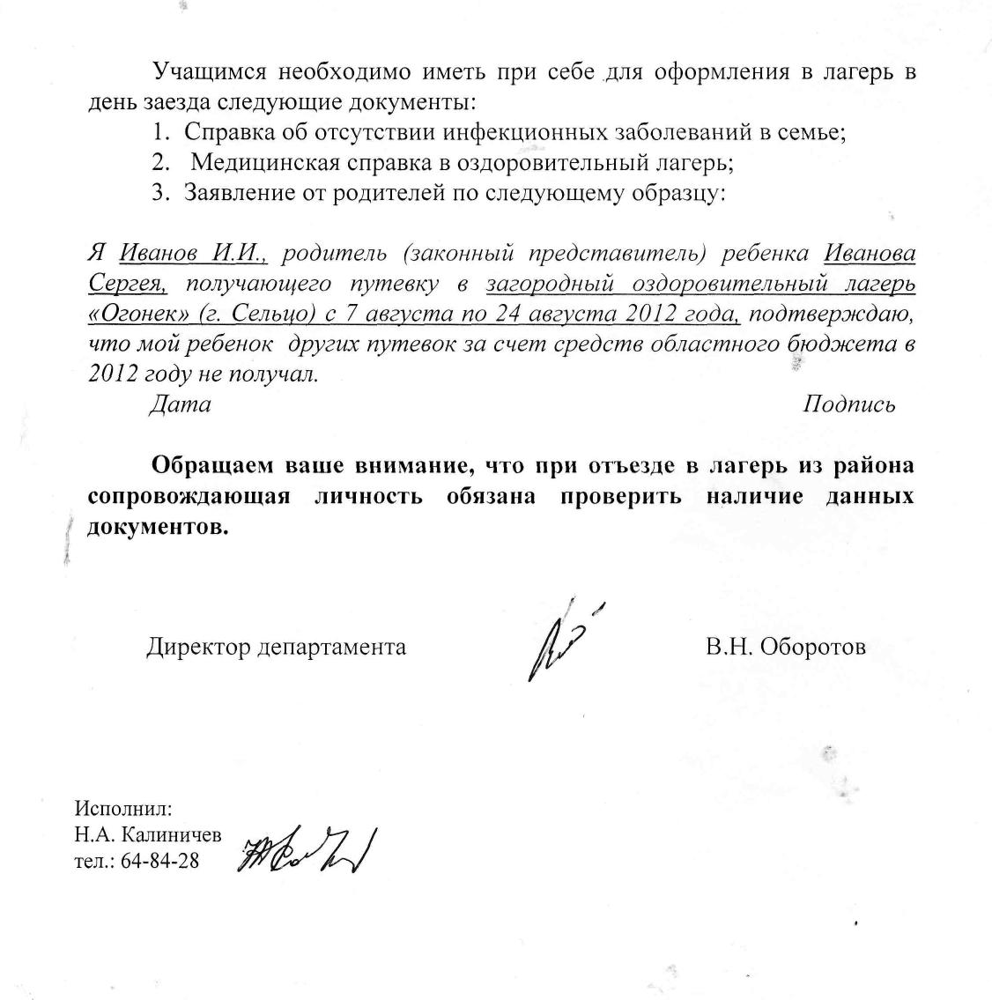 Учащимся необходимо иметь при себе для оформления в лагерь в
день заезда следующие документы:
1. Справка об отсутствии инфекционных заболеваний в семье;
2. Медицинская справка в оздоровительный лагерь;
3. Заявление от родителей по следующему образцу:
Я Иванов И.И., родитель (законный представитель) ребенка Иванова
Сергея, получающего путевку в загородный оздоровительный лагерь
«Огонек» (г. Сельцо) с 7 августа по 24 августа 2012 года, подтверждаю,
что мой ребенок других путевок за счет средств областного бюджета в
2012 году не получал.
Дата Подпись
Обращаем ваше внимание, что при отъезде в лагерь из района
сопровождающая личность обязана проверить наличие данных
документов.
Директор департамента В.Н. Оборотов
Исполнил:
Н.А. Калиничев
тел.: 64-84-28